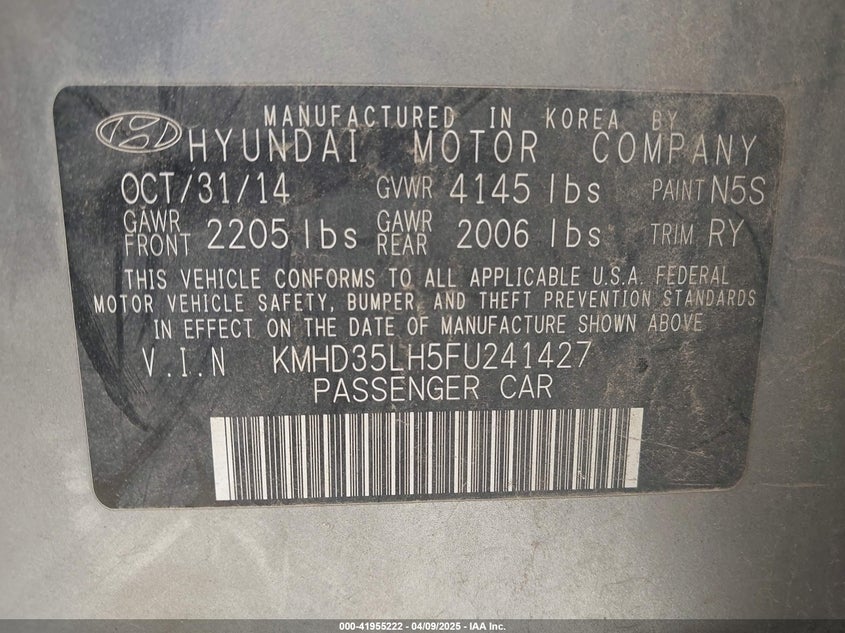 MANUFACTURED IN KOREA BY
HYUNDAI MOTOR COMPANY
OCT/31/14 GVWR 4145 lbs PAINT N5S
GAWR FRONT 2205 lbs GAWR REAR 2006 lbs TRIM RY
THIS VEHICLE CONFORMS TO ALL APPLICABLE U.S.A. FEDERAL
MOTOR VEHICLE SAFETY, BUMPER, AND THEFT PREVENTION STANDARDS
IN EFFECT ON THE DATE OF MANUFACTURE SHOWN ABOVE
V.I.N KMHD35LH5FU241427
PASSENGER CAR
000-41955222 | 04/09/2025 - IAA Inc.